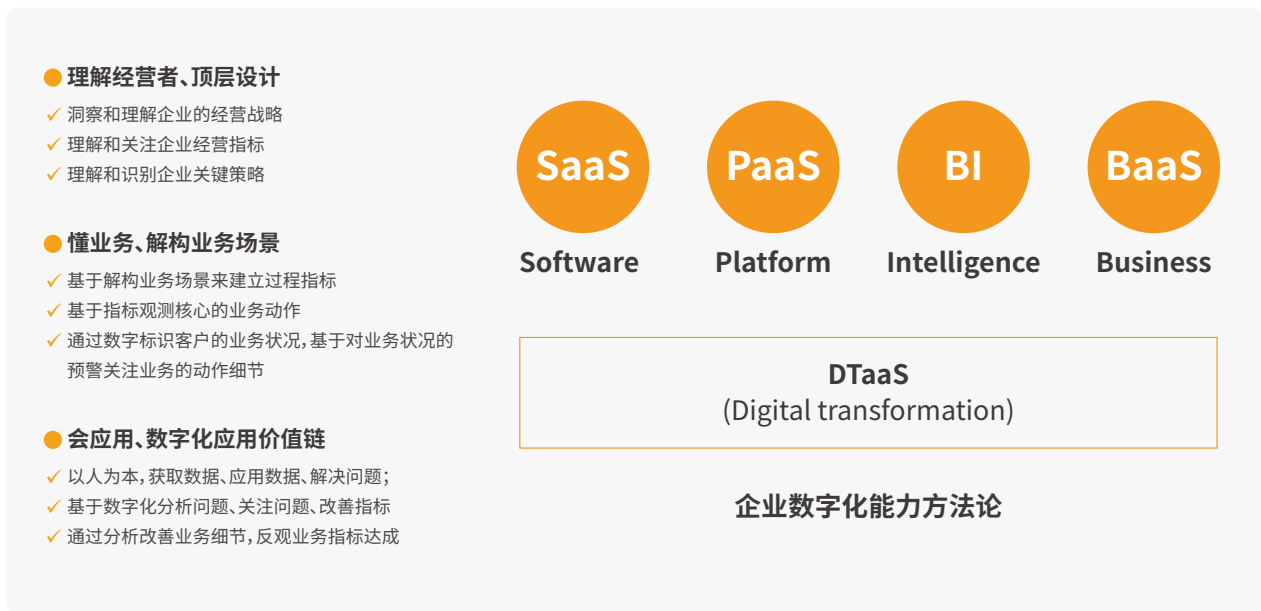 理解经营者、顶层设计
洞察和理解企业的经营战略
理解和关注企业经营指标
理解和识别企业关键策略
懂业务、解构业务场景
基于解构业务场景来建立过程指标
基于指标观测核心的业务动作
通过数字标识客户的业务状况，基于对业务状况的
预警关注业务的动作细节
会应用、数字化应用价值链
以人为本，获取数据、应用数据、解决问题；
基于数字化分析问题、关注问题、改善指标
通过分析改善业务细节，反观业务指标达成
SaaS PaaS BI BaaS
Software Platform Intelligence Business
DTaaS
(Digital transformation)
企业数字化能力方法论